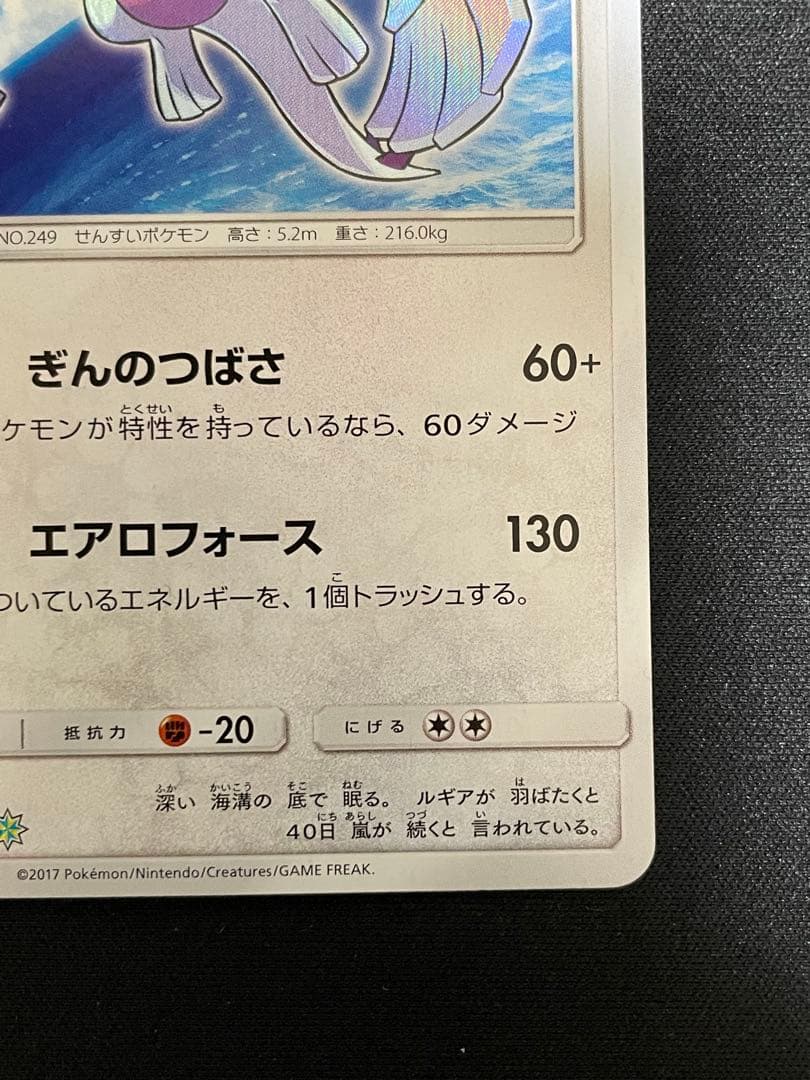 NO.249 せんすいポケモン 高さ:5.2m 重さ:216.0kg
ぎんのつばさ 60+
ケモンが特性を持っているなら、60ダメージ
エアロフォース 130
ついているエネルギーを、1個トラッシュする。
抵抗力 -20 にげる
深い 海溝の 底で 眠る。 ルギアが 羽ばたくと
40日 嵐が 続くと 言われている。
©2017 Pokémon/Nintendo/Creatures/GAME FREAK.